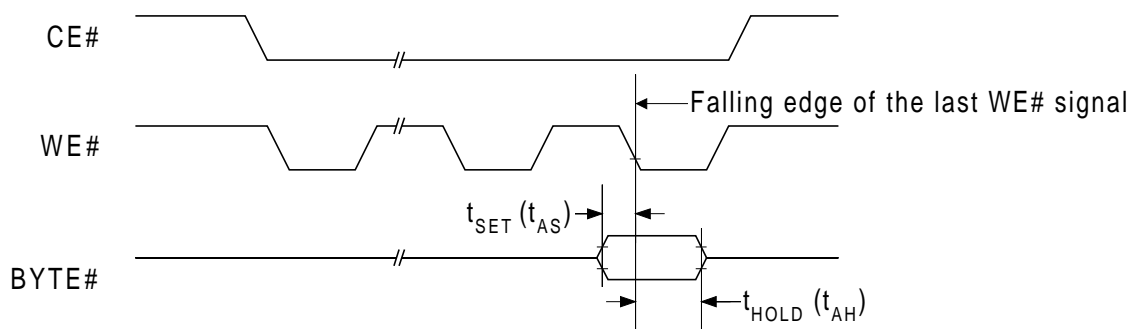 CE#
Falling edge of the last WE# signal
WE#
tSET (tAS)
BYTE#
tHOLD (tAH)